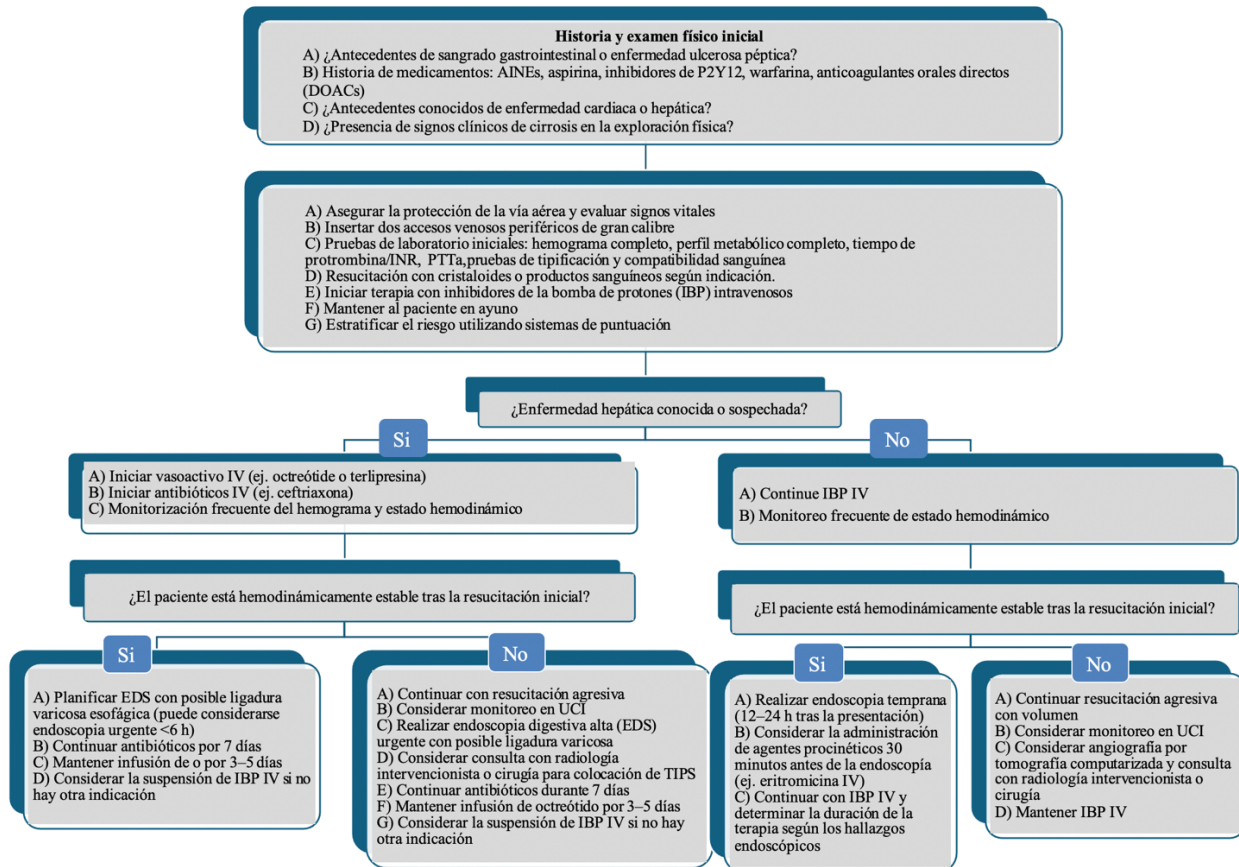 Historia y examen físico inicial
A) ¿Antecedentes de sangrado gastrointestinal o enfermedad ulcerosa péptica?
B) Historia de medicamentos: AINEs, aspirina, inhibidores de P2Y12, warfarina, anticoagulantes orales directos
(DOACs)
C) ¿Antecedentes conocidos de enfermedad cardiaca o hepática?
D) ¿Presencia de signos clínicos de cirrosis en la exploración física?
A) Asegurar la protección de la vía aérea y evaluar signos vitales
B) Insertar dos accesos venosos periféricos de gran calibre
C) Pruebas de laboratorio iniciales: hemograma completo, perfil metabólico completo, tiempo de
protrombina/INR, PTTa,pruebas de tipificación y compatibilidad sanguínea
D) Resucitación con cristaloides o productos sanguíneos según indicación.
E) Iniciar terapia con inhibidores de la bomba de protones (IBP) intravenosos
F) Mantener al paciente en ayuno
G) Estratificar el riesgo utilizando sistemas de puntuación
¿Enfermedad hepática conocida o sospechada?
Si
No
A) Iniciar vasoactivo IV (ej. octreótide o terlipresina)
B) Iniciar antibióticos IV (ej. ceftriaxona)
C) Monitorización frecuente del hemograma y estado hemodinámico
A) Continue IBP IV
B) Monitoreo frecuente de estado hemodinámico
¿El paciente está hemodinámicamente estable tras la resucitación inicial?
¿El paciente está hemodinámicamente estable tras la resucitación inicial?
Si
A) Planificar EDS con posible ligadura
varicosa esofágica (puede considerarse
endoscopia urgente <6 h)
B) Continuar antibióticos por 7 días
C) Mantener infusión de o por 3–5 días
D) Considerar la suspensión de IBP IV si no
hay otra indicación
No
A) Continuar con resucitación agresiva
B) Considerar monitoreo en UCI
C) Realizar endoscopia digestiva alta (EDS)
urgente con posible ligadura varicosa
D) Considerar consulta con radiología
intervencionista o cirugía para colocación de TIPS
E) Continuar antibióticos durante 7 días
F) Mantener infusión de octreótido por 3–5 días
G) Considerar la suspensión de IBP IV si no hay
otra indicación
Si
A) Realizar endoscopia temprana
(12–24 h tras la presentación)
B) Considerar la administración
de agentes procinéticos 30
minutos antes de la endoscopía
(ej. eritromicina IV)
C) Continuar con IBP IV y
determinar la duración de la
terapia según los hallazgos
endoscópicos
No
A) Continuar resucitación agresiva
con volumen
B) Considerar monitoreo en UCI
C) Considerar angiografía por
tomografía computarizada y consulta
con radiología intervencionista o
cirugía
D) Mantener IBP IV